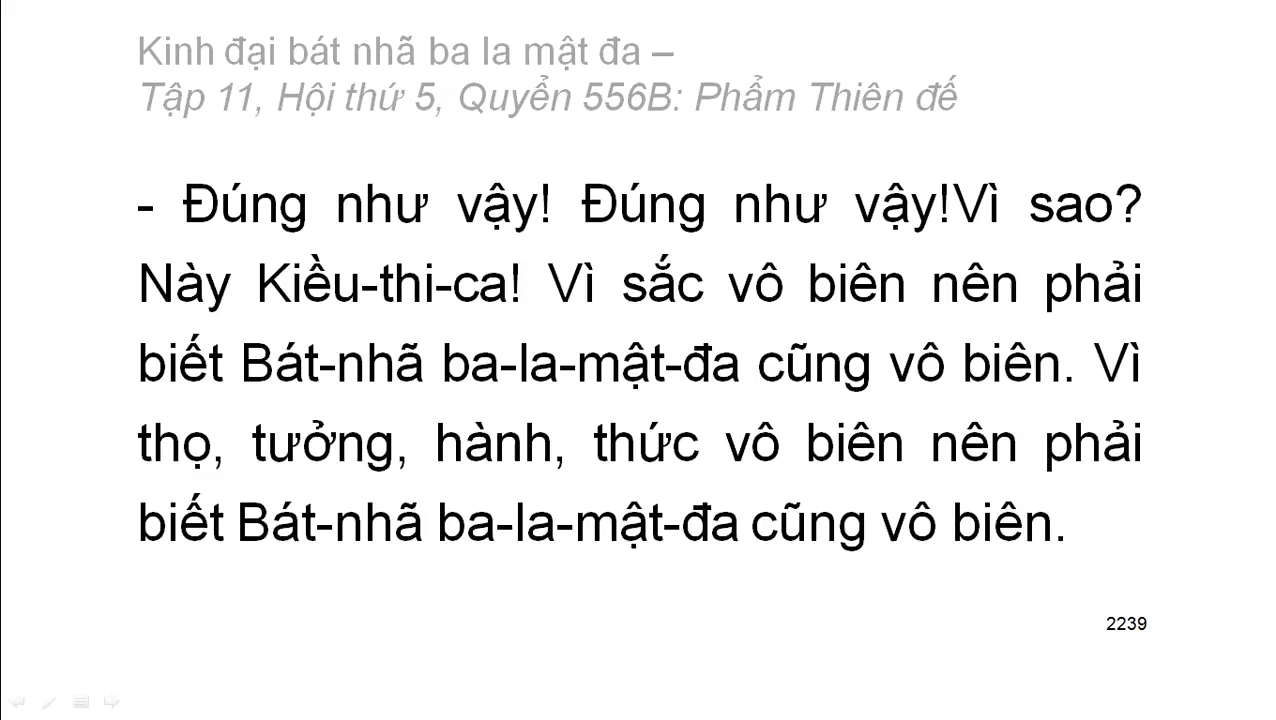 Kinh đại bát nhã ba la mật đa –
Tập 11, Hội thứ 5, Quyển 556B: Phẩm Thiên đế
- Đúng như vậy! Đúng như vậy!Vì sao?
Này Kiều-thi-ca! Vì sắc vô biên nên phải
biết Bát-nhã ba-la-mật-đa cũng vô biên. Vì
thọ, tưởng, hành, thức vô biên nên phải
biết Bát-nhã ba-la-mật-đa cũng vô biên.
2239